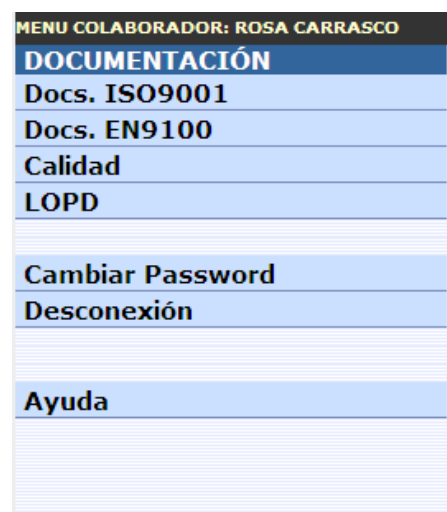 MENU COLABORADOR: ROSA CARRASCO
DOCUMENTACIÓN
Docs. ISO9001
Docs. EN9100
Calidad
LOPD
Cambiar Password
Desconexión
Ayuda